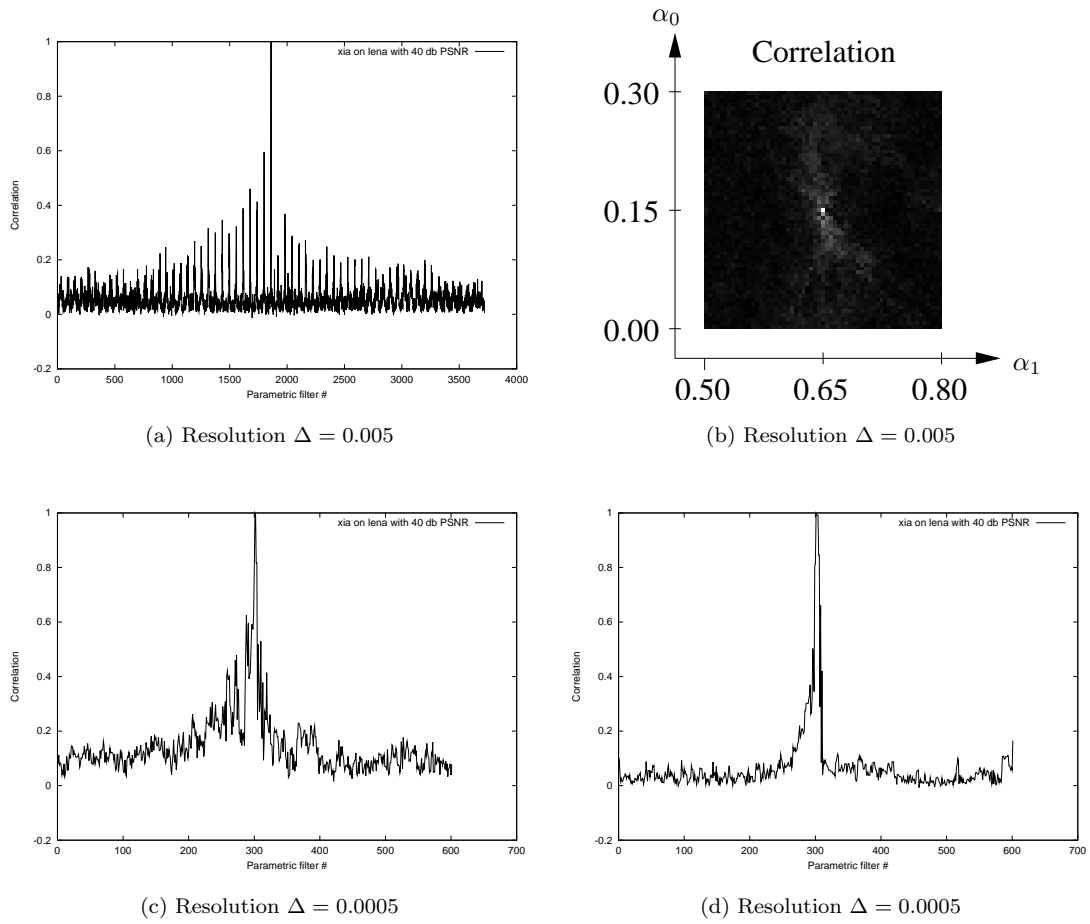 xia on lena with 40 db PSNR
1
0.8
0.6
0.4
0.2
0
-0.2
Correlation
0 500 1000 1500 2000 2500 3000 3500 4000
Parametric filter #
(a) Resolution Δ = 0.005
α₀
Correlation
0.30
0.15
0.00
α₁
0.50 0.65 0.80
(b) Resolution Δ = 0.005
xia on lena with 40 db PSNR
1
0.8
0.6
0.4
0.2
0
-0.2
Correlation
0 100 200 300 400 500 600 700
Parametric filter #
(c) Resolution Δ = 0.0005
xia on lena with 40 db PSNR
1
0.8
0.6
0.4
0.2
0
-0.2
Correlation
0 100 200 300 400 500 600 700
Parametric filter #
(d) Resolution Δ = 0.0005